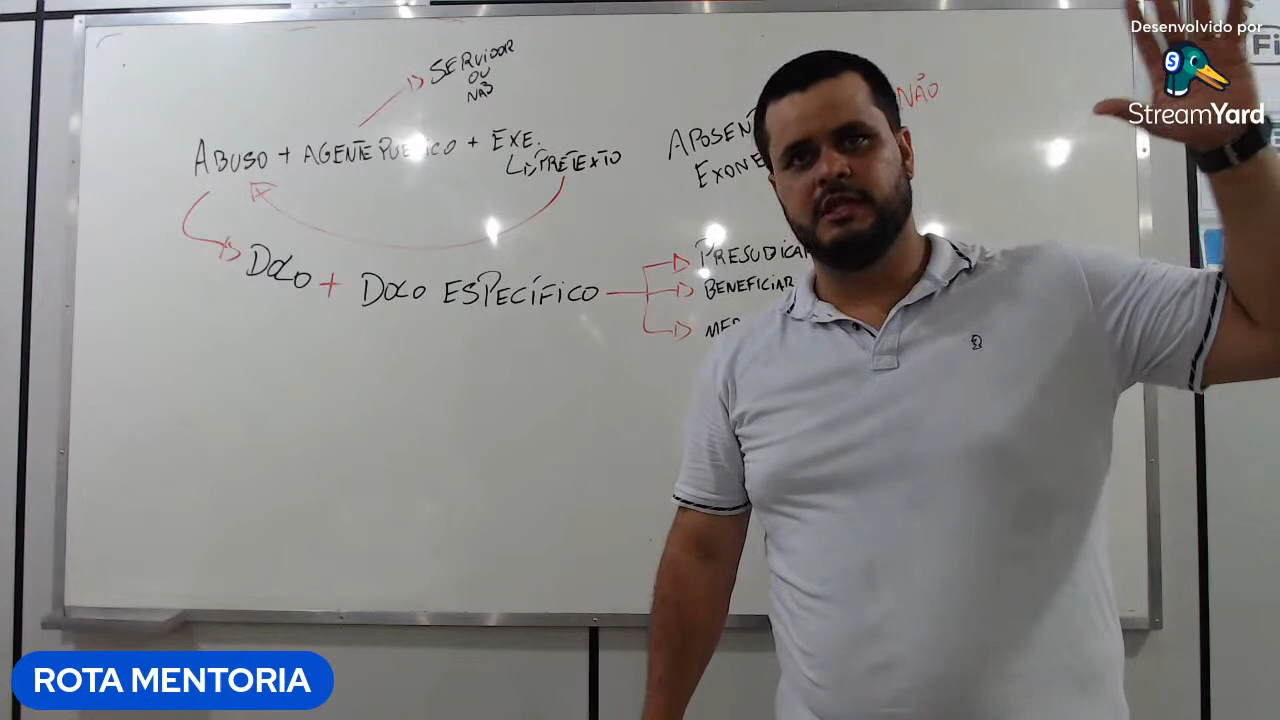 Desenvolvido por
StreamYard
SERVIDOR
OU
NÃO
NÃO
ABUSO + AGENTE PÚBLICO + EXE.
PRETEXTO
DOLO + DOLO ESPECÍFICO
BENEFICIAR
ROTA MENTORIA